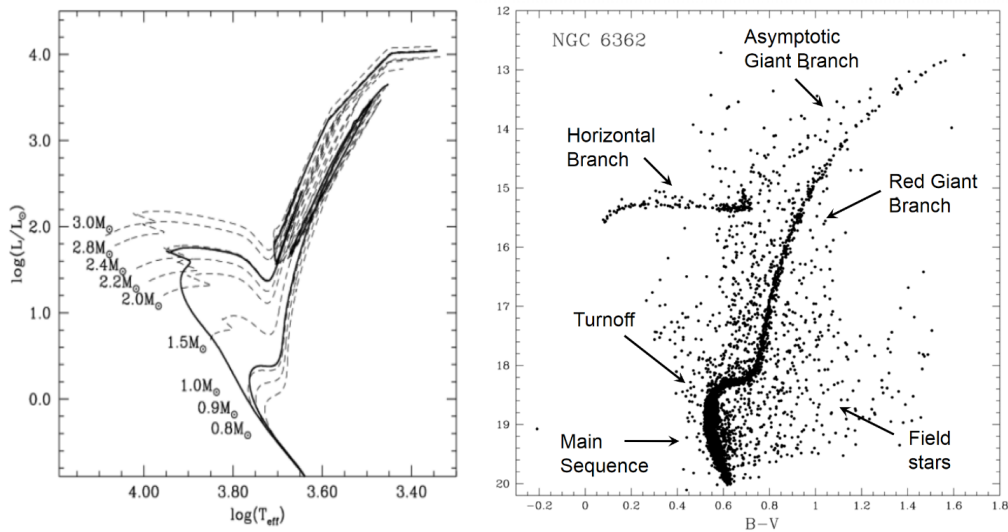 4.0
3.0
2.0
1.0
0.0
log(L/L⊙)
3.0M⊙
2.8M⊙
2.4M⊙
2.2M⊙
2.0M⊙
1.5M⊙
1.0M⊙
0.9M⊙
0.8M⊙
4.00 3.80 3.60 3.40
log(Teff)
NGC 6362
12
13
14
15
16
17
18
19
20
Asymptotic
Giant Branch
Horizontal
Branch
Red Giant
Branch
Turnoff
Main
Sequence
Field
stars
-0.2 0 0.2 0.4 0.6 0.8 1 1.2 1.4 1.6 1.8
B-V